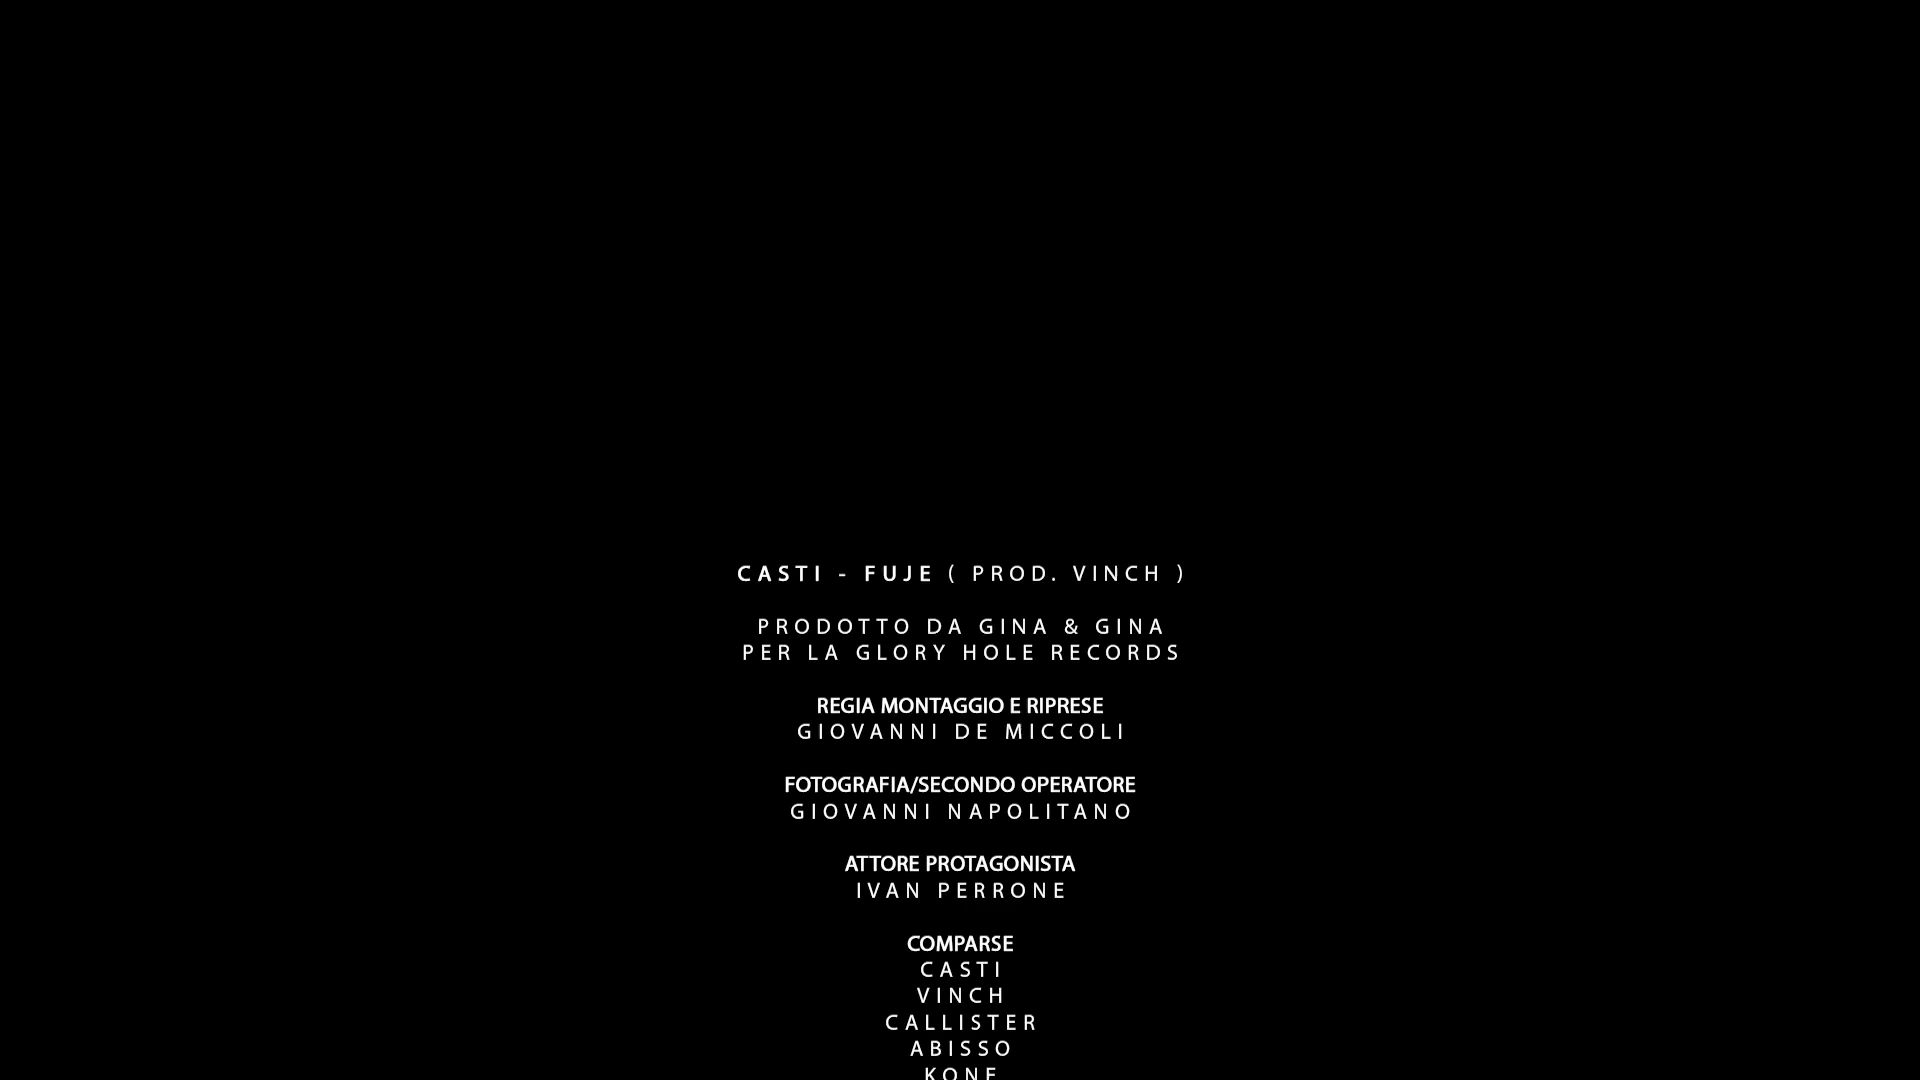 CASTI - FUJE ( PROD. VINCH )
PRODOTTO DA GINA & GINA
PER LA GLORY HOLE RECORDS
REGIA MONTAGGIO E RIPRESE
GIOVANNI DE MICCOLI
FOTOGRAFIA/SECONDO OPERATORE
GIOVANNI NAPOLITANO
ATTORE PROTAGONISTA
IVAN PERRONE
COMPARSE
CASTI
VINCH
CALLISTER
ABISSO